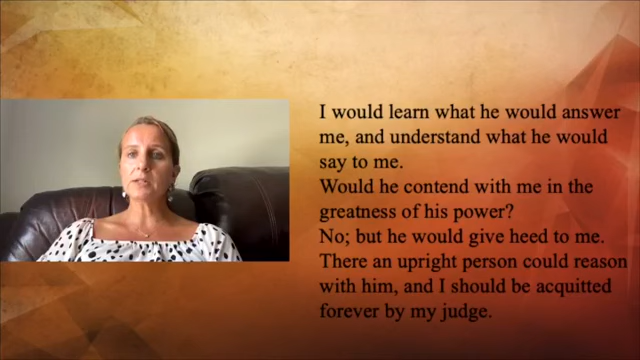 I would learn what he would answer
me, and understand what he would
say to me.
Would he contend with me in the
greatness of his power?
No; but he would give heed to me.
There an upright person could reason
with him, and I should be acquitted
forever by my judge.